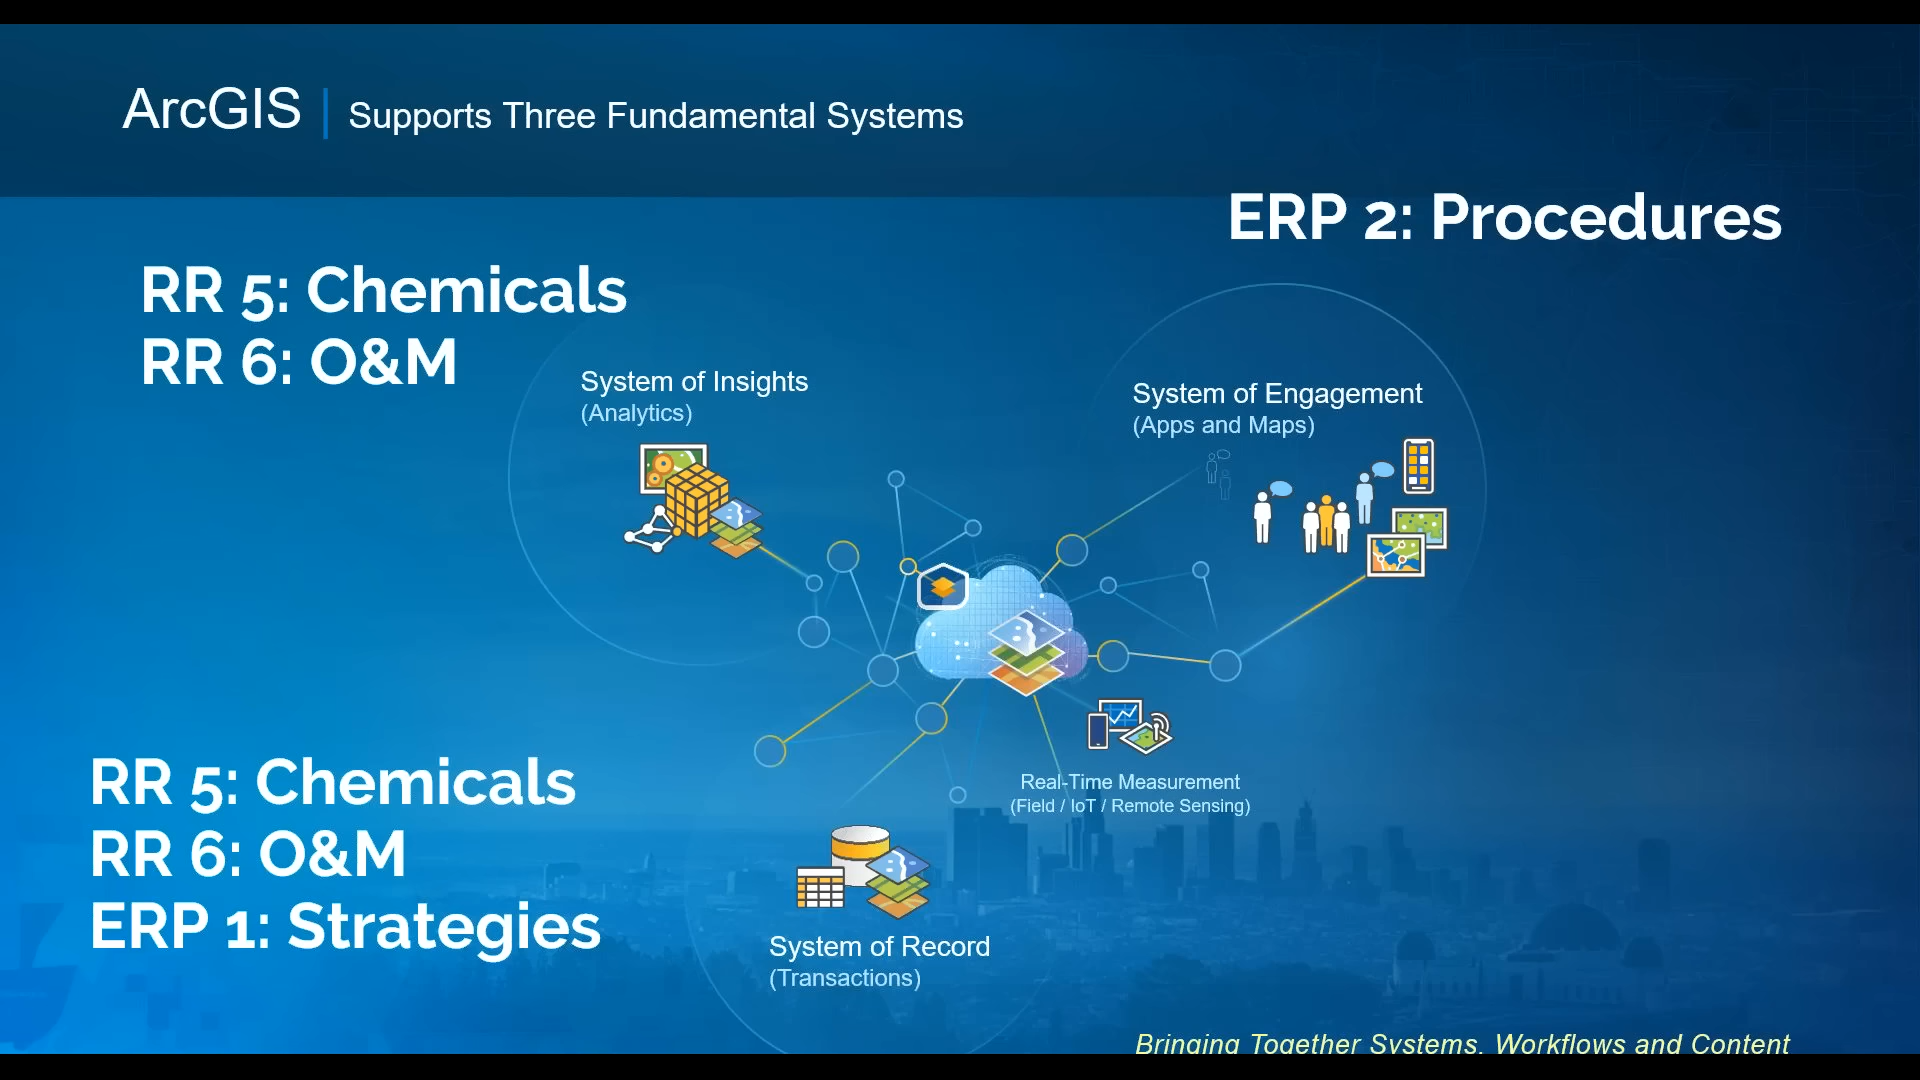 ArcGIS | Supports Three Fundamental Systems
ERP 2: Procedures
RR 5: Chemicals
RR 6: O&M
System of Insights
(Analytics)
System of Engagement
(Apps and Maps)
Real-Time Measurement
(Field / IoT / Remote Sensing)
RR 5: Chemicals
RR 6: O&M
ERP 1: Strategies
System of Record
(Transactions)
Bringing Together Systems, Workflows and Content